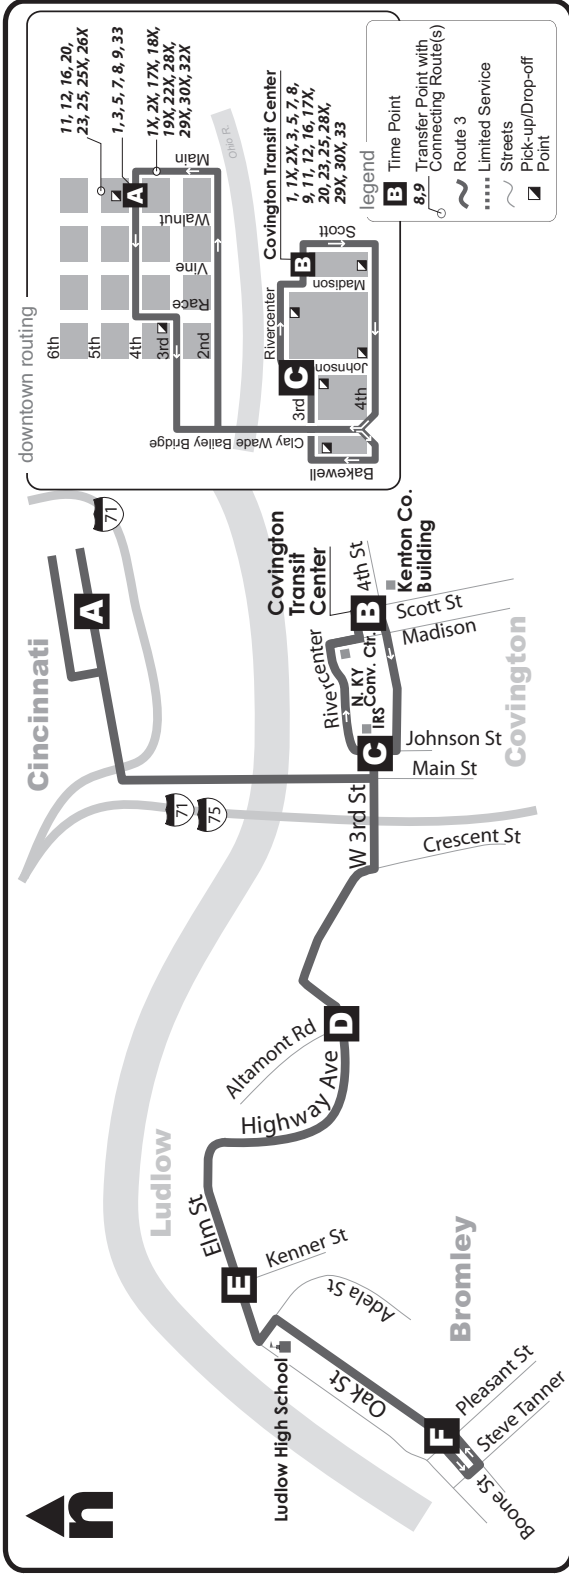 n
Cincinnati
71
A
71
75
Ludlow
Elm St
E
Kenner St
Highway Ave
Altamont Rd
D
W 3rd St
Crescent St
Main St
Johnson St
C
IRS
N. KY
Conv. Ctr.
Rivercenter
Madison
Scott St
B
4th St
Covington
Transit
Center
Kenton Co.
Building
Covington
Ludlow High School
Adela St
Oak St
Bromley
F
Pleasant St
Steve Tanner
Boone St
downtown routing
6th
5th
4th
3rd
2nd
Race
Vine
Walnut
Main
A
11, 12, 16, 20,
23, 25, 25X, 26X
1, 3, 5, 7, 8, 9, 33
1X, 2X, 17X, 18X,
19X, 22X, 28X,
29X, 30X, 32X
Ohio R.
Clay Wade Bailey Bridge
Rivercenter
C
3rd
B
Scott
Madison
Johnson
4th
Bakewell
Covington Transit Center
1, 1X, 2X, 3, 5, 7, 8,
9, 11, 12, 16, 17X,
20, 23, 25, 28X,
29X, 30X, 33
legend
B Time Point
8,9 Transfer Point with
Connecting Route(s)
Route 3
Limited Service
Streets
Pick-up/Drop-off
Point